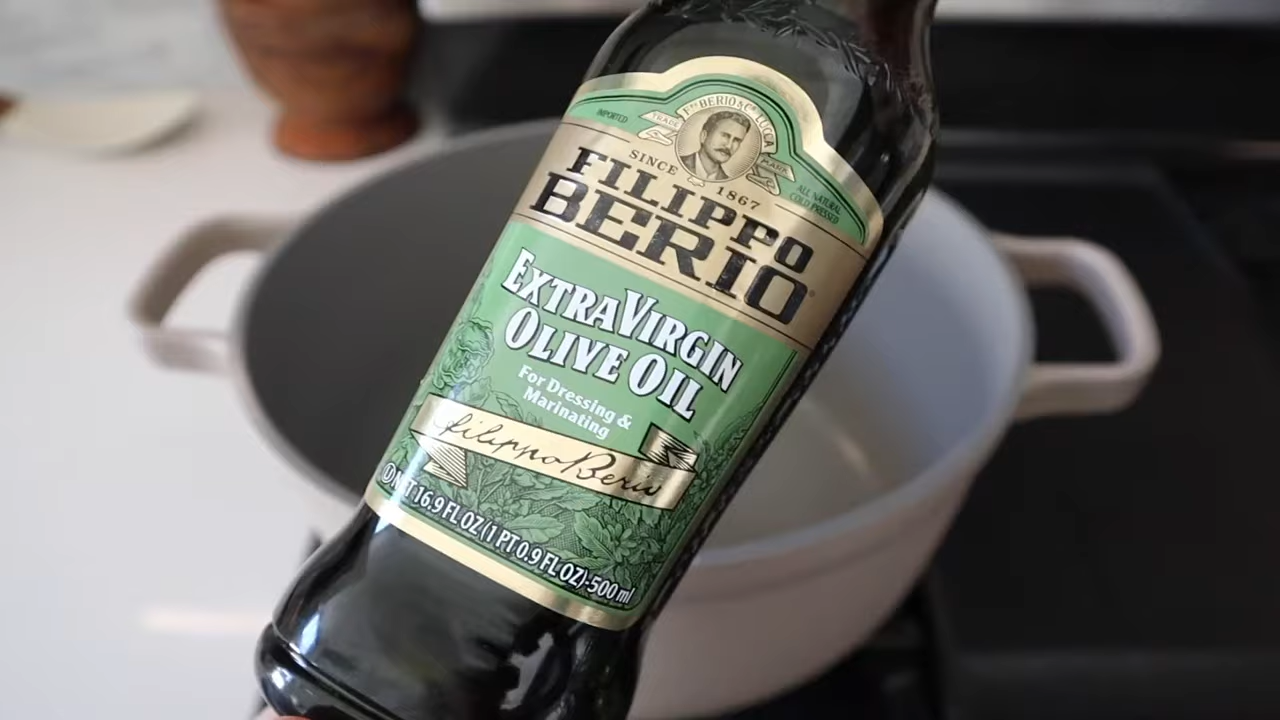 F.PPO BERIO & C. LUCCA
TRADE MARK
IMPORTED
ALL NATURAL
COLD PRESSED
SINCE 1867
FILIPPO
BERIO
EXTRA VIRGIN
OLIVE OIL
For Dressing &
Marinating
Filippo Berio
NET 16.9 FL OZ (1 PT 0.9 FL OZ)-500 ml